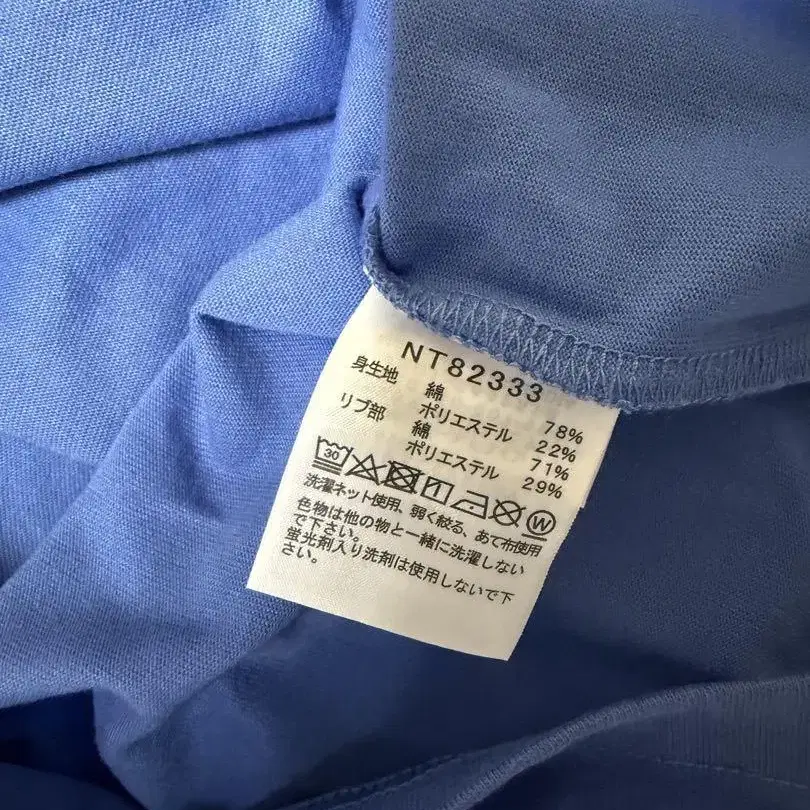 NT82333
身生地 綿 78%
ポリエステル 22%
リブ部 綿 71%
ポリエステル 29%
30
洗濯ネット使用、弱く絞る、あて布使用
色物は他の物と一緒に洗濯しない
で下さい。
蛍光剤入り洗剤は使用しないで下
さい。